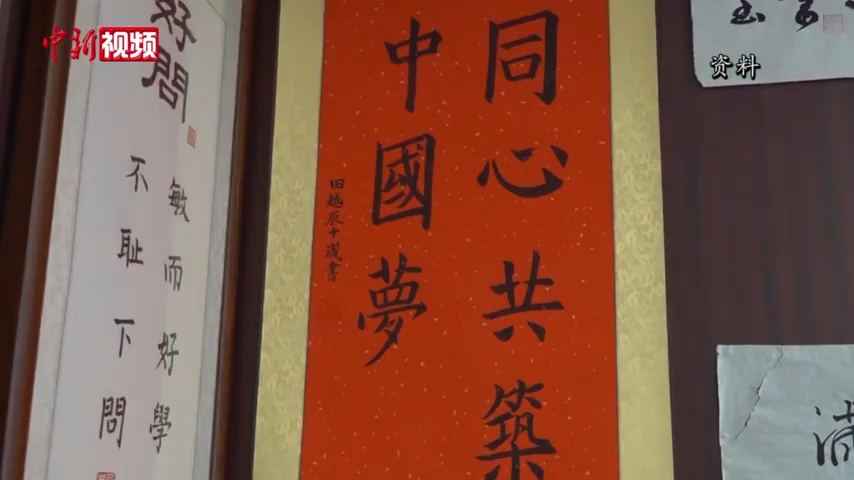 中新视频
资料
好問
敏而好學
不耻下問
同心共築
中國夢
田越辰十歲書